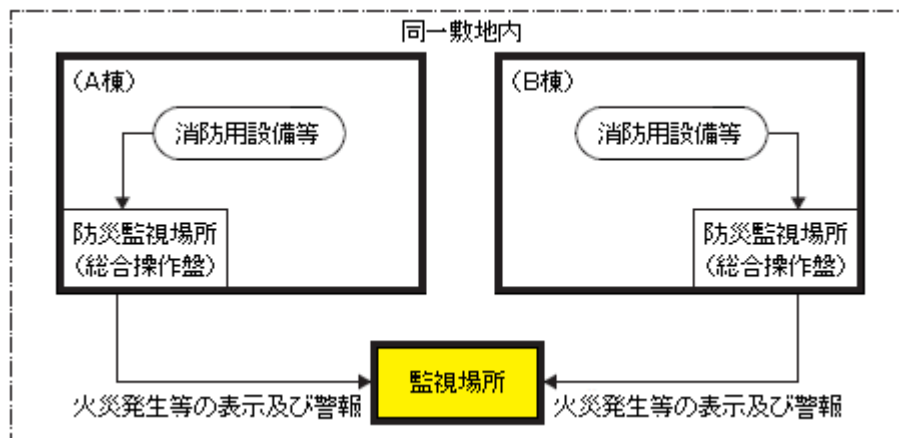 同一敷地内
（A棟）
消防用設備等
防災監視場所
（総合操作盤）
（B棟）
消防用設備等
防災監視場所
（総合操作盤）
監視場所
火災発生等の表示及び警報
火災発生等の表示及び警報